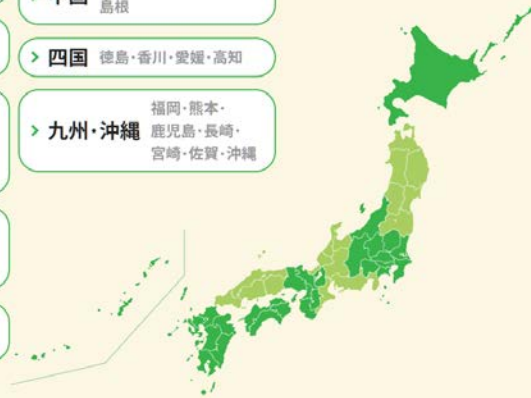 島根
> 四国 徳島・香川・愛媛・高知
> 九州・沖縄 福岡・熊本・
鹿児島・長崎・
宮崎・佐賀・沖縄